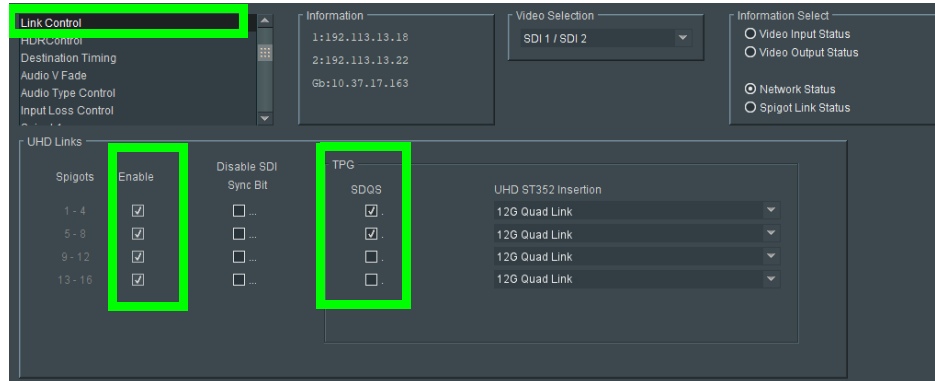 Link Control
HDRControl
Destination Timing
Audio V Fade
Audio Type Control
Input Loss Control
Information
1:192.113.13.18
2:192.113.13.22
Gb:10.37.17.163
Video Selection
SDI 1 / SDI 2
Information Select
Video Input Status
Video Output Status
Network Status
Spigot Link Status
UHD Links
Spigots
Enable
Disable SDI
Sync Bit
TPG
SDQS
UHD ST352 Insertion
1 - 4 ... . 12G Quad Link
5 - 8 ... . 12G Quad Link
9 - 12 ... . 12G Quad Link
13 - 16 ... . 12G Quad Link